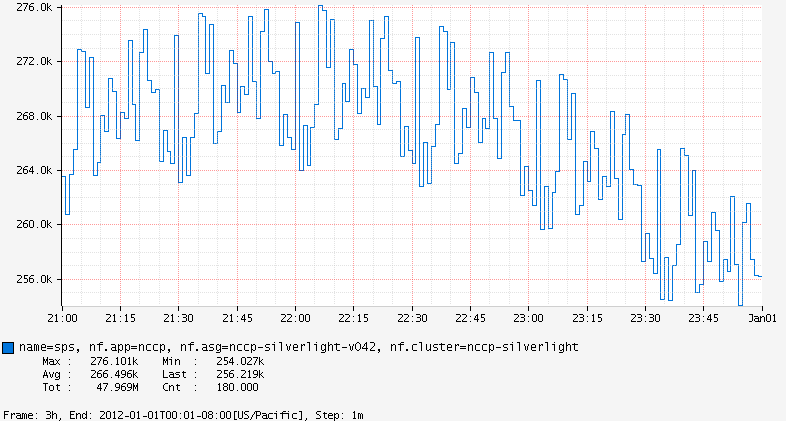 276.0k
272.0k
268.0k
264.0k
260.0k
256.0k
21:00 21:15 21:30 21:45 22:00 22:15 22:30 22:45 23:00 23:15 23:30 23:45 Jan01
name=sps, nf.app=nccp, nf.asg=nccp-silverlight-v042, nf.cluster=nccp-silverlight
Max : 276.101k Min : 254.027k
Avg : 266.496k Last : 256.219k
Tot : 47.969M Cnt : 180.000
Frame: 3h, End: 2012-01-01T00:01-08:00[US/Pacific], Step: 1m